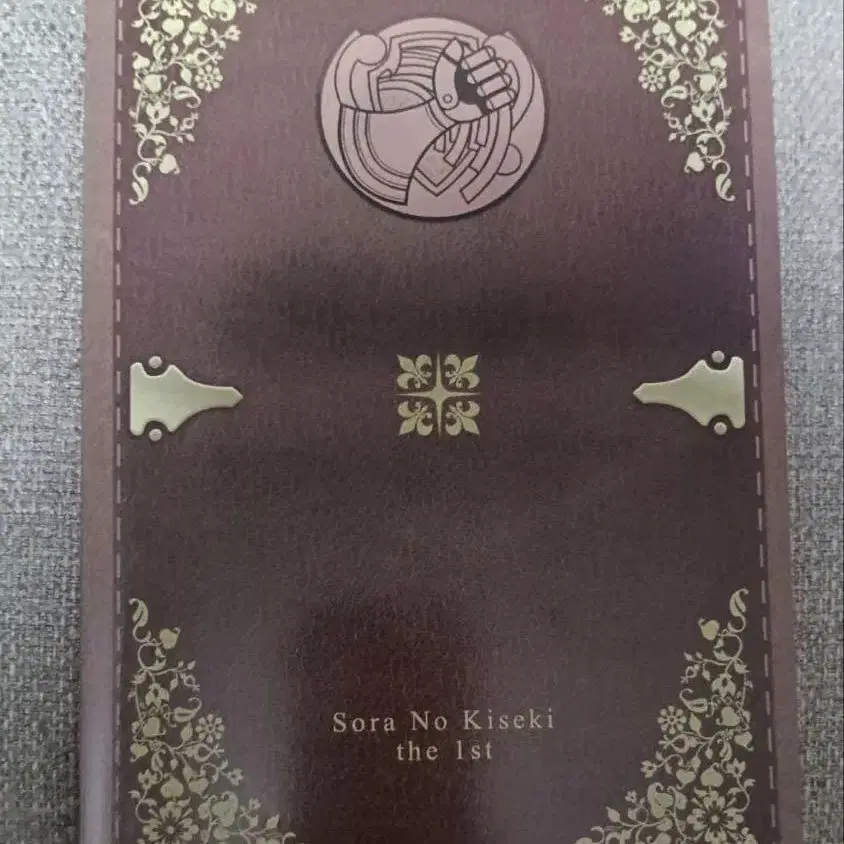 Sora No Kiseki
the 1st